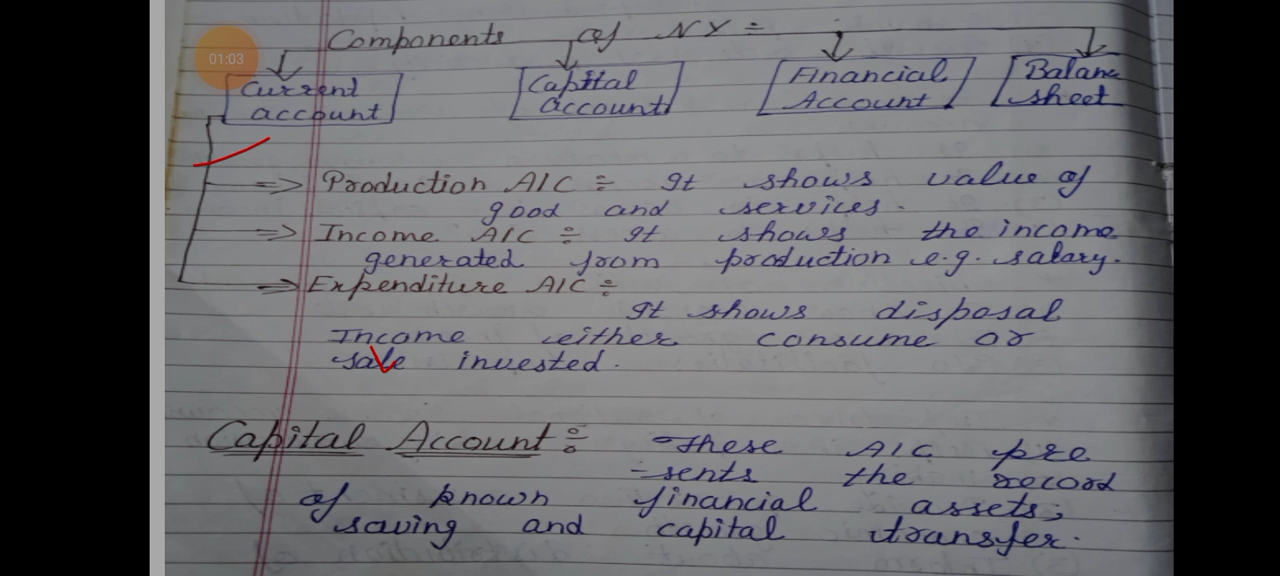 01:03
Components of NY =
Current account
Capital account
Financial Account
Balance sheet
⇒ Production A/C ÷ It shows value of
good and services.
⇒ Income A/C ÷ It shows the income
generated from production e.g. salary.
⇒ Expenditure A/C ÷
It shows disposal
Income either consume or
save invested.
Capital Account ÷ These A/C pre
-sents the record
of known financial assets,
saving and capital transfer.